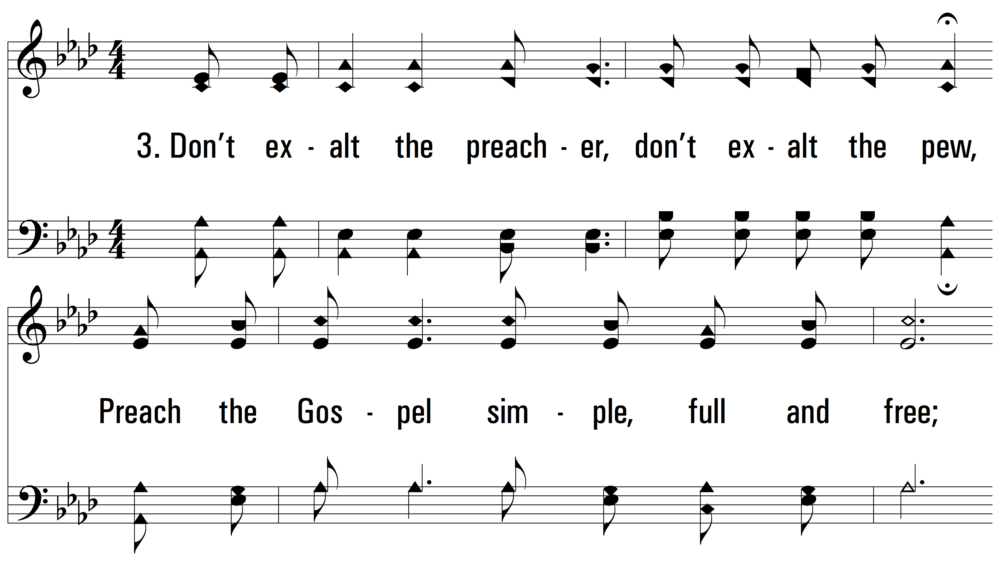 3. Don’t ex - alt the preach - er, don’t ex - alt the pew,
Preach the Gos - pel sim - ple, full and free;